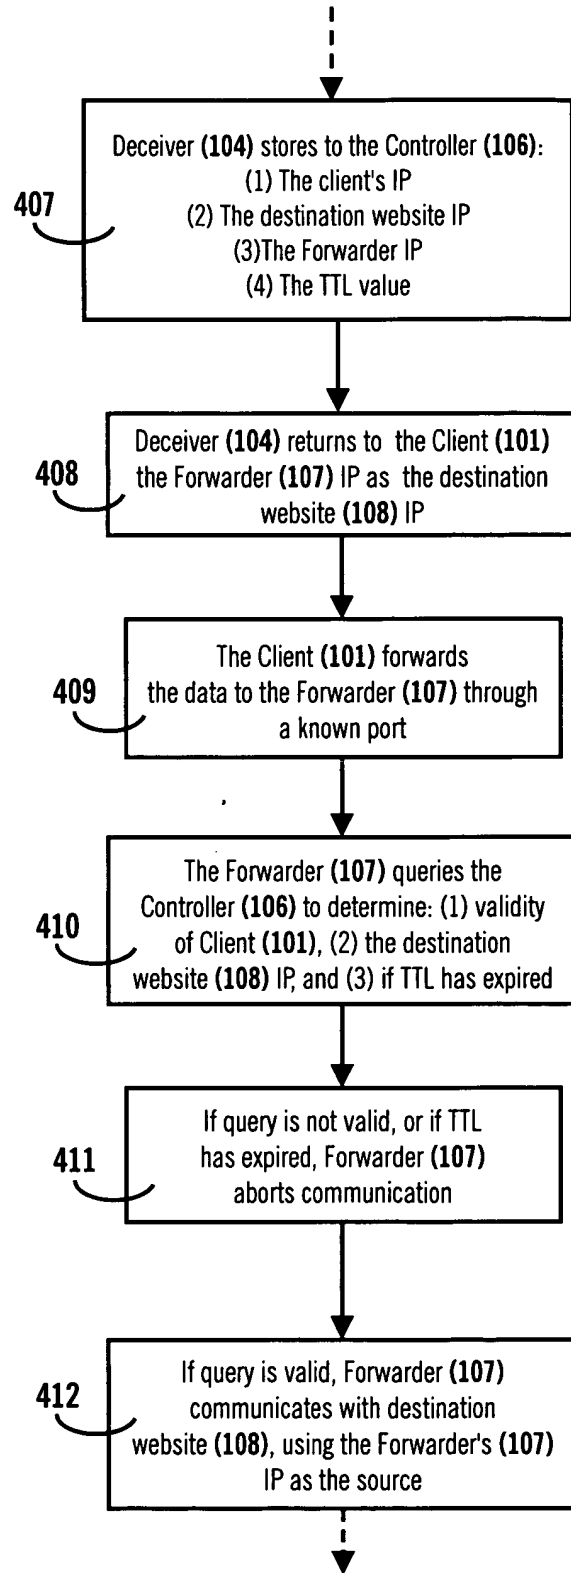 407
Deceiver (104) stores to the Controller (106):
(1) The client's IP
(2) The destination website IP
(3)The Forwarder IP
(4) The TTL value
408
Deceiver (104) returns to the Client (101)
the Forwarder (107) IP as the destination
website (108) IP
409
The Client (101) forwards
the data to the Forwarder (107) through
a known port
410
The Forwarder (107) queries the
Controller (106) to determine: (1) validity
of Client (101), (2) the destination
website (108) IP, and (3) if TTL has expired
411
If query is not valid, or if TTL
has expired, Forwarder (107)
aborts communication
412
If query is valid, Forwarder (107)
communicates with destination
website (108), using the Forwarder's (107)
IP as the source